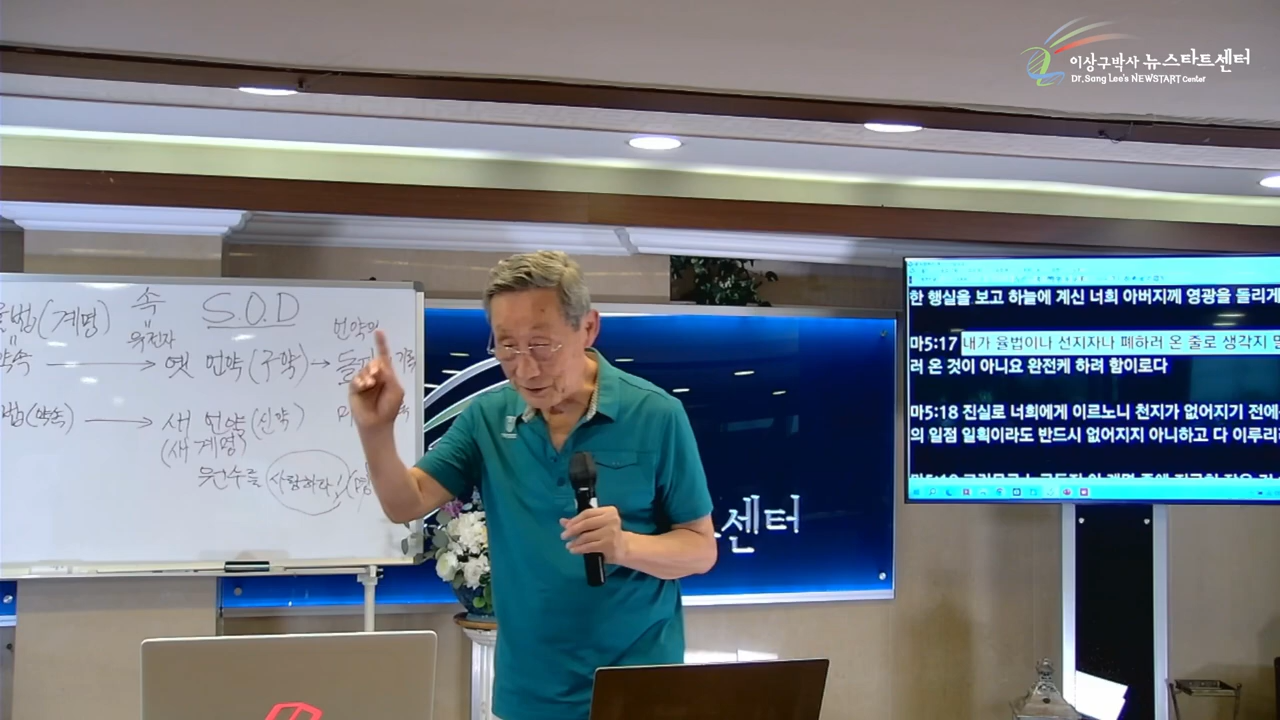 이상구박사 뉴스타트센터
Dr. Sang Lee's NEWSTART Center
율법(계명) 속 S.O.D
" " 언약의
약속 유전자
→ 옛 언약(구약) →
법(약속) → 새 언약(신약)
(새 계명)
원수를 사랑하라!
센터
한 행실을 보고 하늘에 계신 너희 아버지께 영광을 돌리게
마5:17 내가 율법이나 선지자나 폐하러 온 줄로 생각지 말
러 온 것이 아니요 완전케 하려 함이로다
마5:18 진실로 너희에게 이르노니 천지가 없어지기 전에
의 일점 일획이라도 반드시 없어지지 아니하고 다 이루리